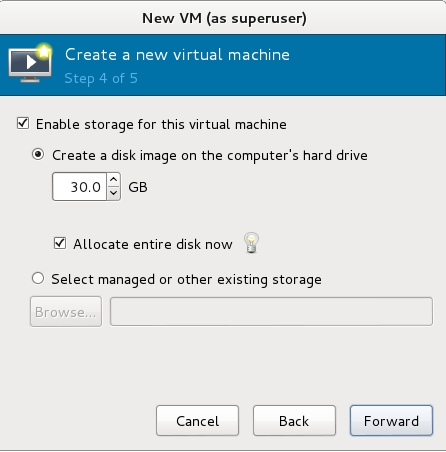 New VM (as superuser)
Create a new virtual machine
Step 4 of 5
Enable storage for this virtual machine
Create a disk image on the computer's hard drive
30.0 GB
Allocate entire disk now
Select managed or other existing storage
Browse...
Cancel Back Forward